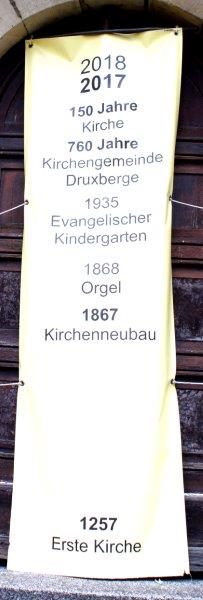 2018
2017
150 Jahre
Kirche
760 Jahre
Kirchengemeinde
Druxberge
1935
Evangelischer
Kindergarten
1868
Orgel
1867
Kirchenneubau
1257
Erste Kirche